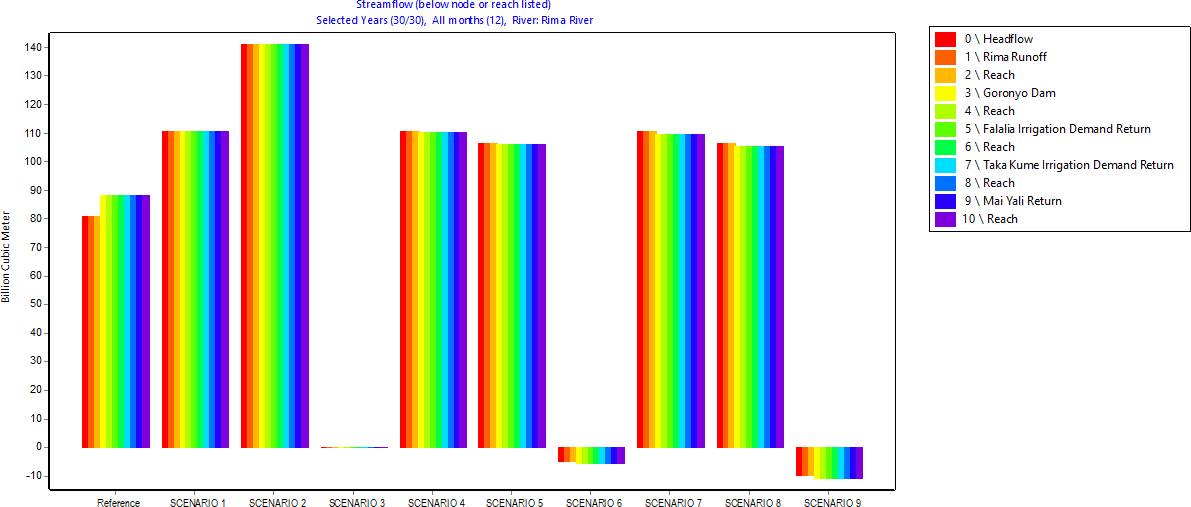 Streamflow (below node or reach listed)
Selected Years (30/30),  All months (12),  River: Rima River
Billion Cubic Meter
140
130
120
110
100
90
80
70
60
50
40
30
20
10
0
-10
Reference
SCENARIO 1
SCENARIO 2
SCENARIO 3
SCENARIO 4
SCENARIO 5
SCENARIO 6
SCENARIO 7
SCENARIO 8
SCENARIO 9
0 \ Headflow
1 \ Rima Runoff
2 \ Reach
3 \ Goronyo Dam
4 \ Reach
5 \ Falalia Irrigation Demand Return
6 \ Reach
7 \ Taka Kume Irrigation Demand Return
8 \ Reach
9 \ Mai Yali Return
10 \ Reach